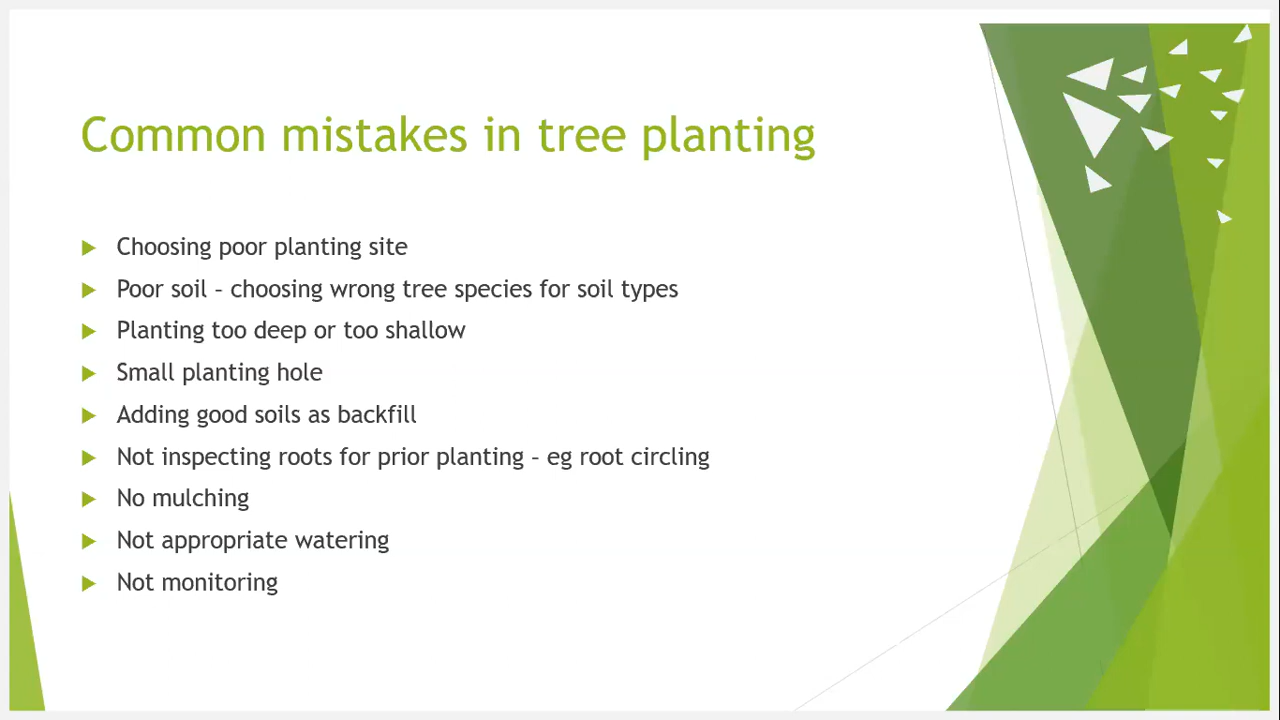 Common mistakes in tree planting
Choosing poor planting site
Poor soil – choosing wrong tree species for soil types
Planting too deep or too shallow
Small planting hole
Adding good soils as backfill
Not inspecting roots for prior planting – eg root circling
No mulching
Not appropriate watering
Not monitoring